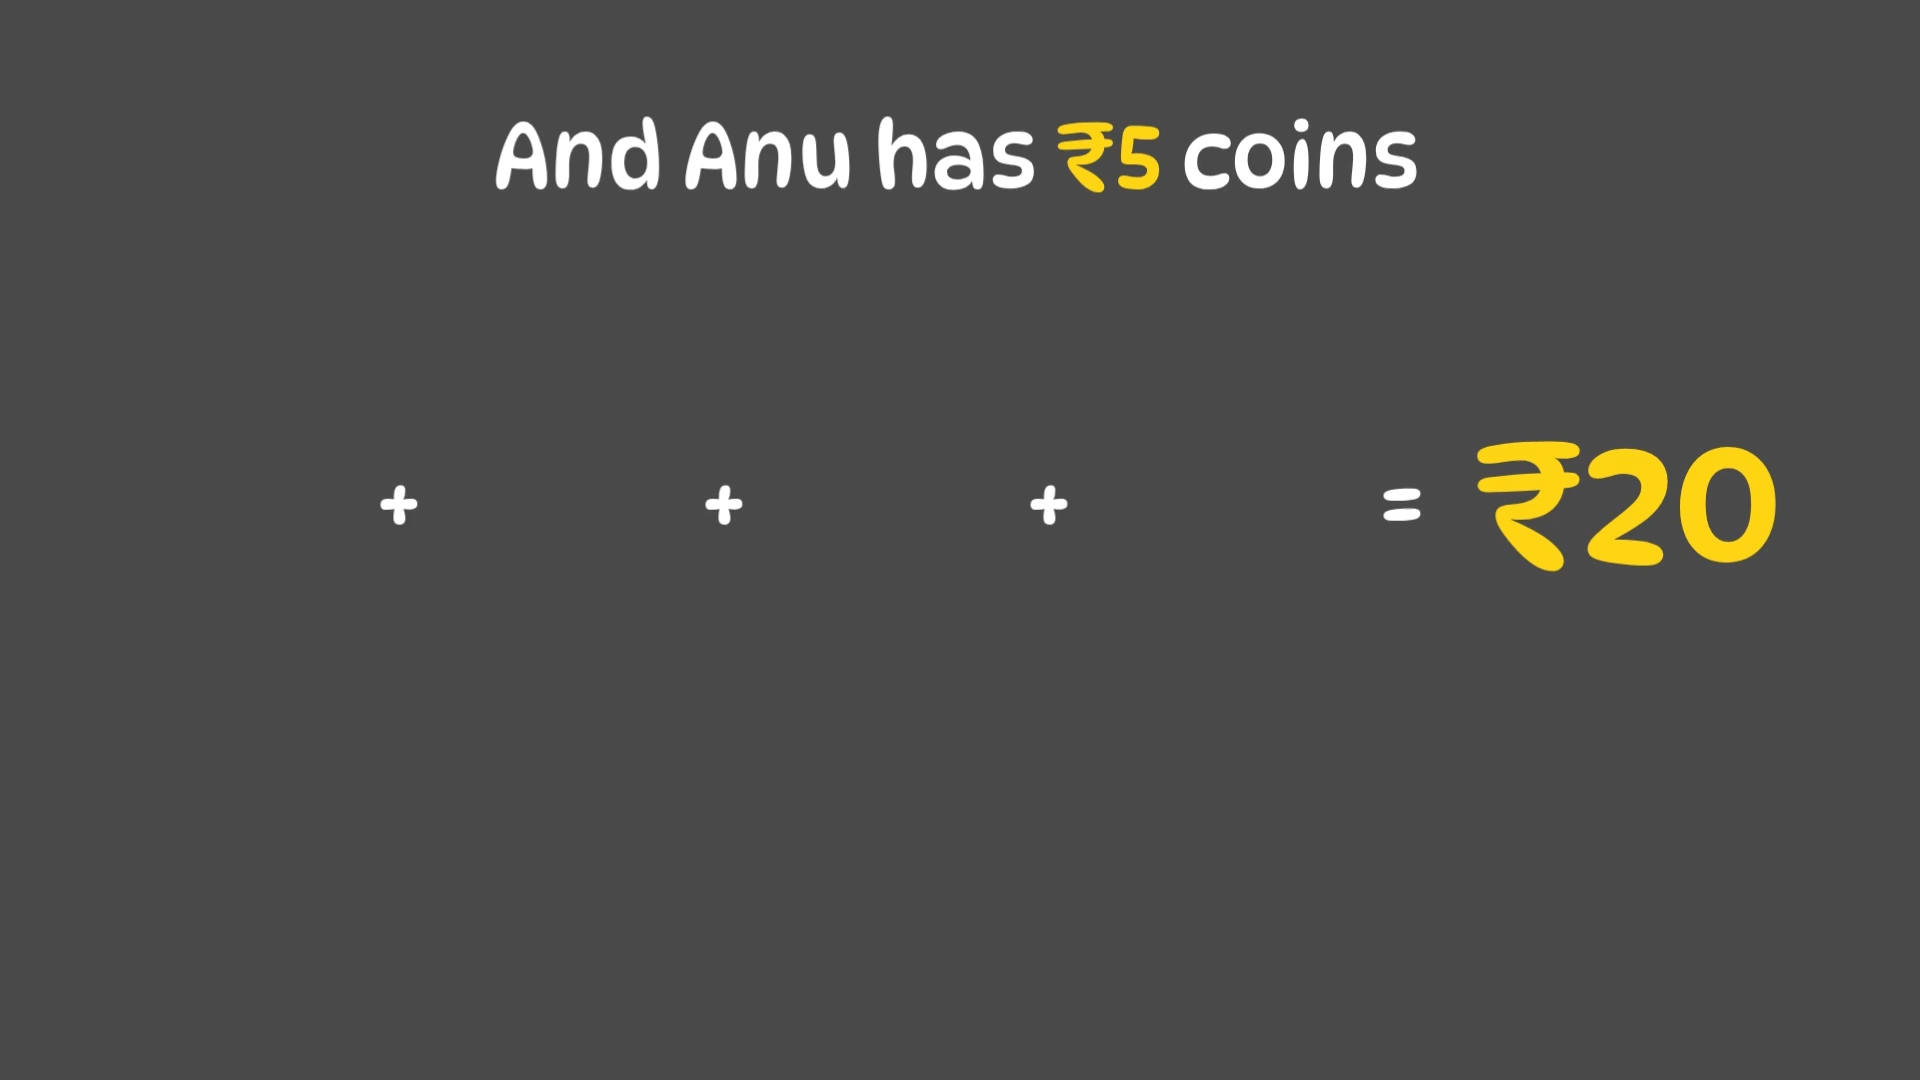 And Anu has ₹5 coins
+ + + = ₹20